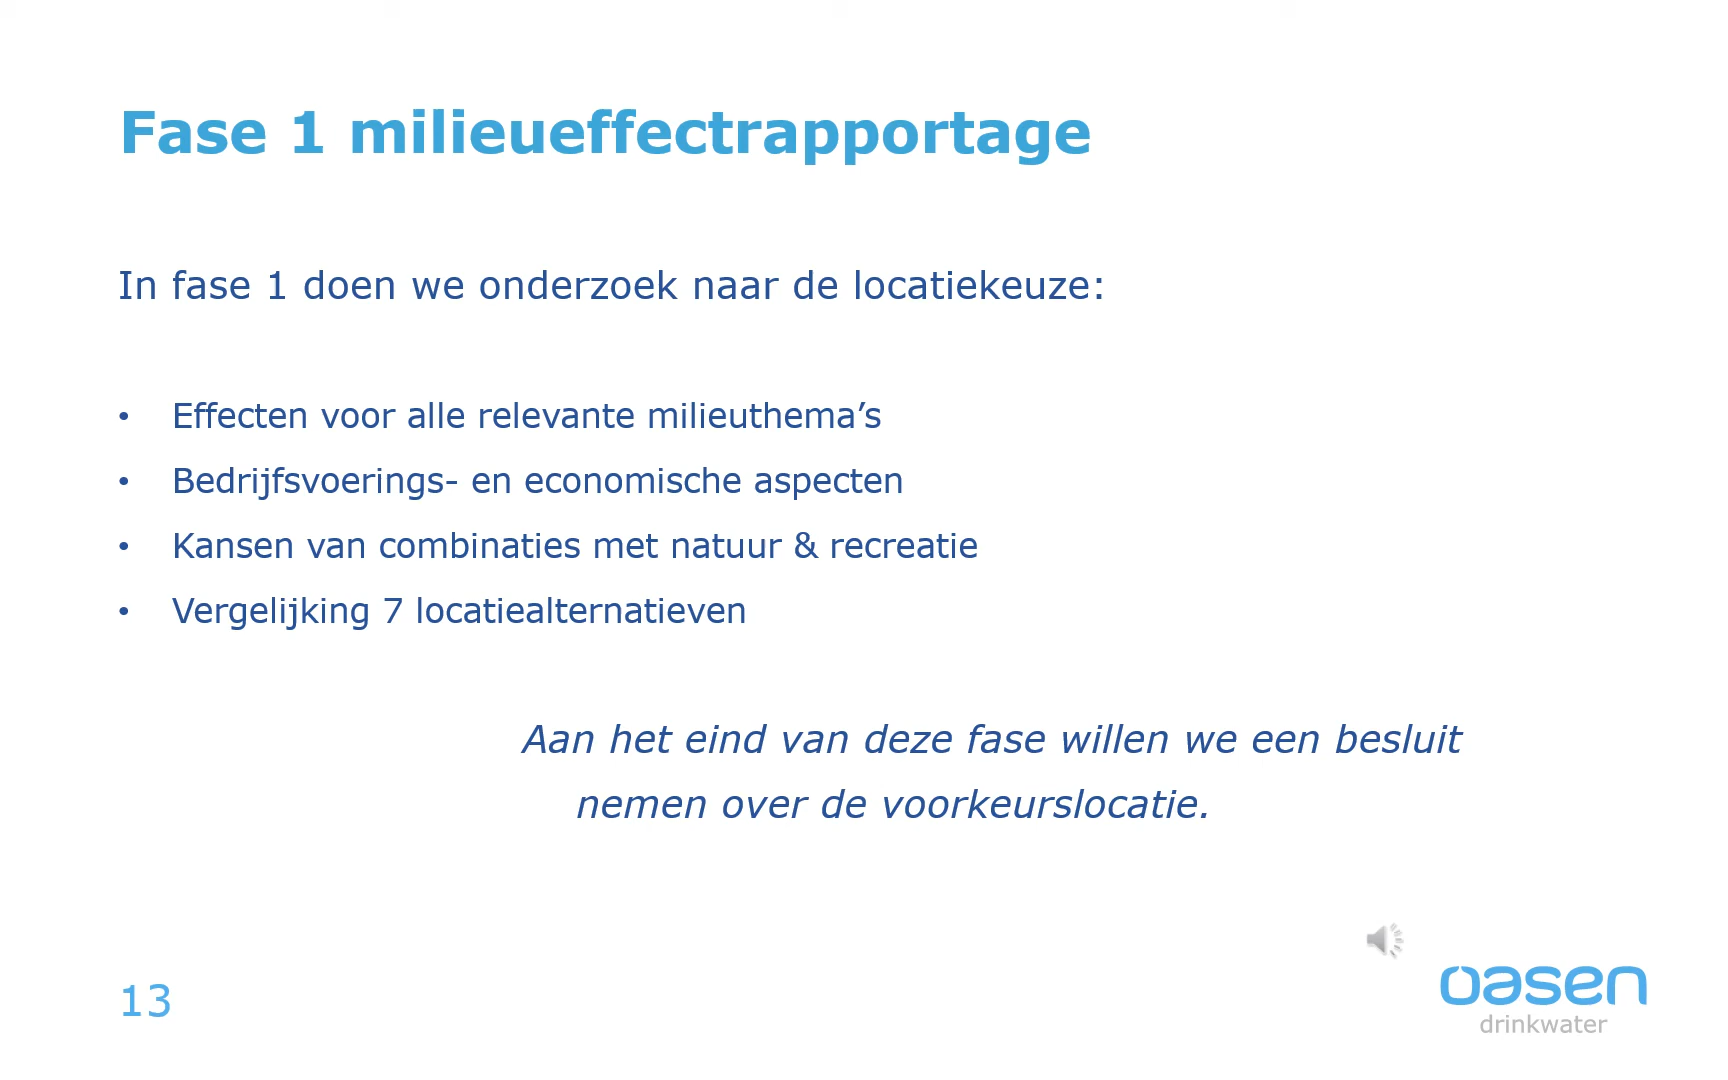 Fase 1 milieueffectrapportage
In fase 1 doen we onderzoek naar de locatiekeuze:
• Effecten voor alle relevante milieuthema’s
• Bedrijfsvoerings- en economische aspecten
• Kansen van combinaties met natuur & recreatie
• Vergelijking 7 locatiealternatieven
Aan het eind van deze fase willen we een besluit
nemen over de voorkeurslocatie.
13
oasen
drinkwater